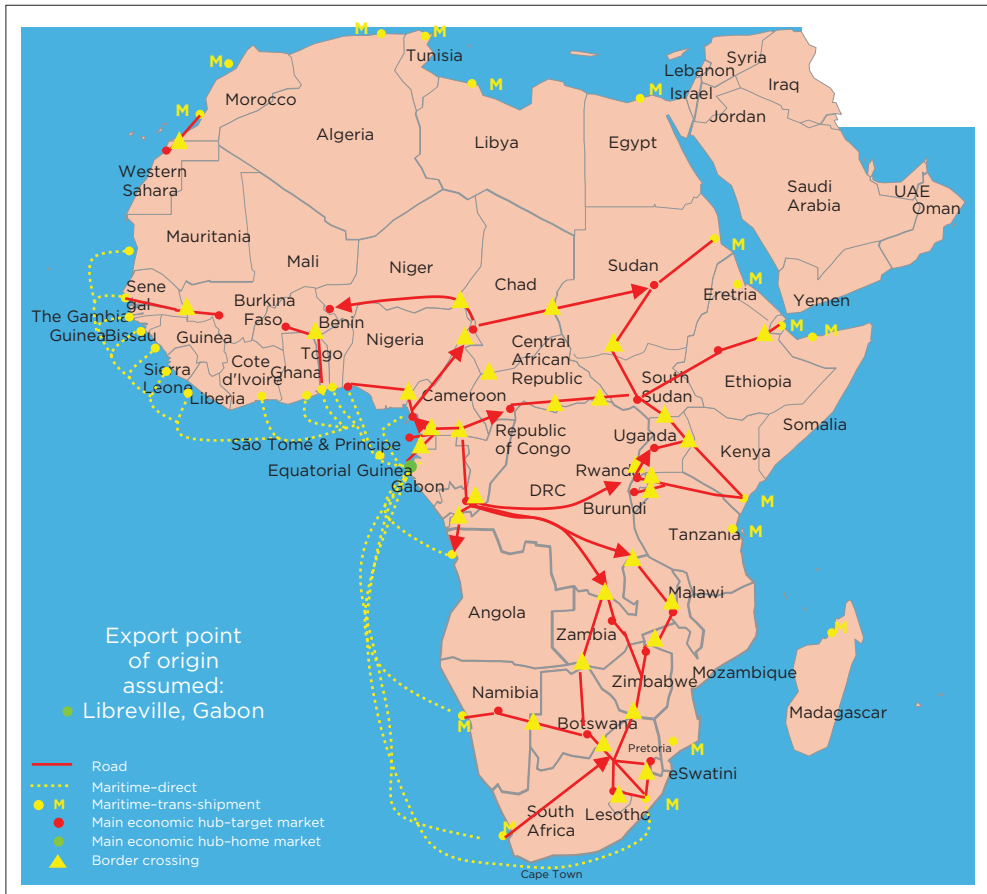 M
M
Tunisia
Syria
Lebanon
Iraq
M
M
M
Israel
Morocco
Jordan
M
Algeria
Libya
Egypt
Western
Sahara
Saudi
Arabia
UAE
Oman
Mauritania
Mali
Niger
Chad
Sudan
M
M
Eretria
Yemen
Sene
gal
Burkina
Faso
The Gambia
Guinea
Bissau
Guinea
Benin
Nigeria
M
M
Cote
d'Ivoire
Togo
Ghana
Central
African
Republic
Sierra
Leone
Liberia
Cameroon
South
Sudan
Ethiopia
Somalia
São Tome & Principe
Republic
of Congo
Uganda
Kenya
Equatorial Guinea
Gabon
DRC
Rwanda
Burundi
M
Tanzania
M
Angola
Malawi
Zambia
M
Export point
of origin
assumed:
Libreville, Gabon
Namibia
Zimbabwe
Mozambique
Madagascar
M
Botswana
Pretoria
M
eSwatini
M
South
Africa
Lesotho
M
Cape Town
Road
Maritime–direct
M Maritime–trans-shipment
Main economic hub–target market
Main economic hub–home market
Border crossing